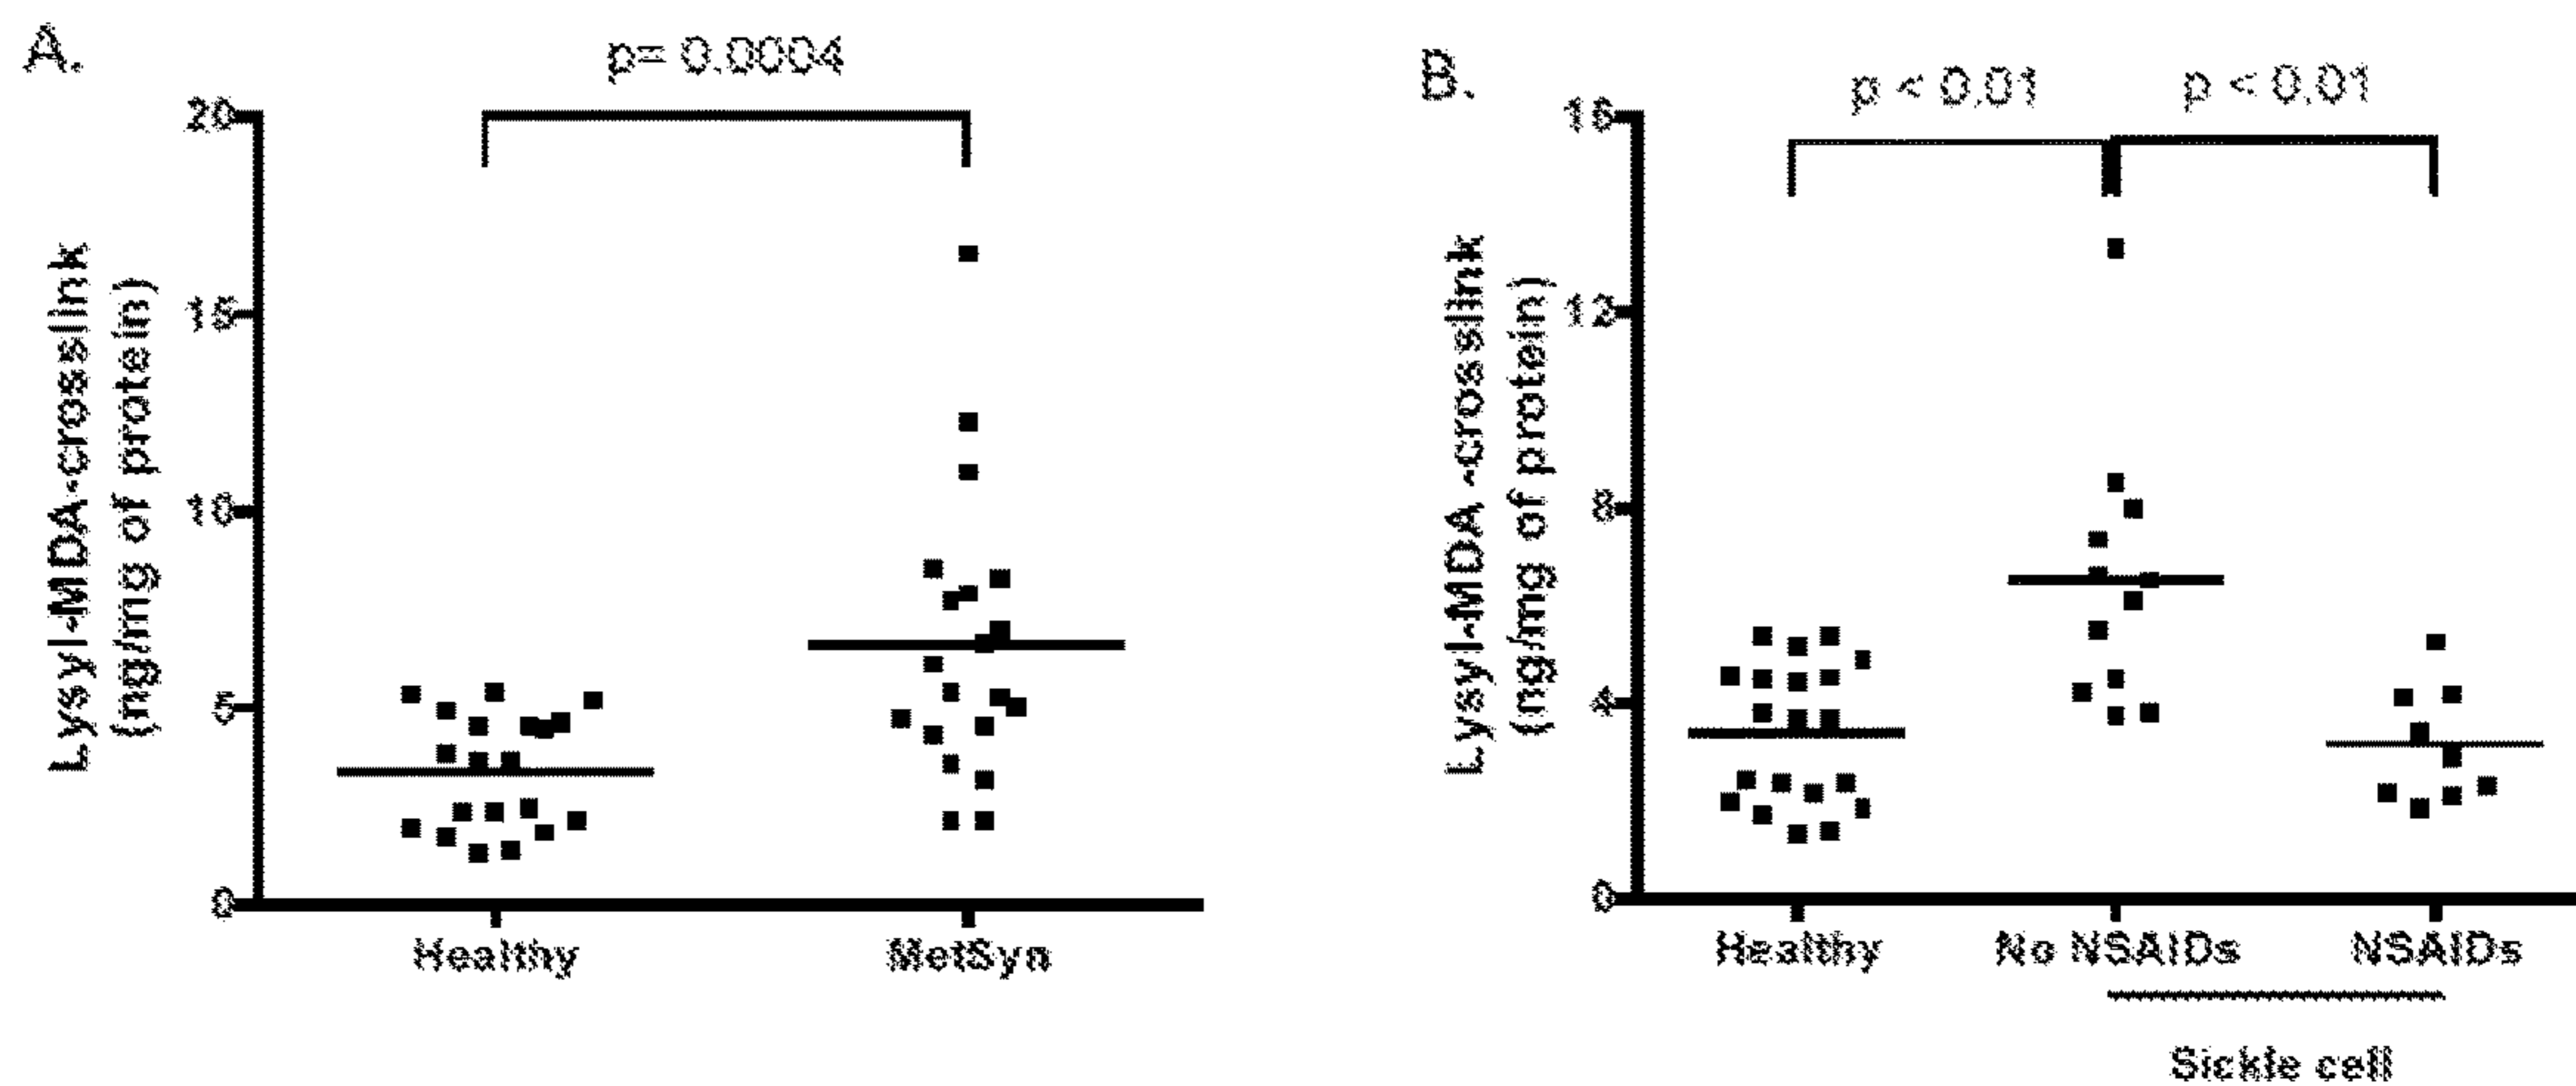 A.
p= 0.0004
20
15
10
5
0
Lysyl-MDA-crosslink
(ng/mg of protein)
Healthy
MetSyn
B.
p < 0.01
p < 0.01
16
12
8
4
0
Lysyl-MDA -crosslink
(ng/mg of protein)
Healthy
No NSAIDs
NSAIDs
Sickle cell